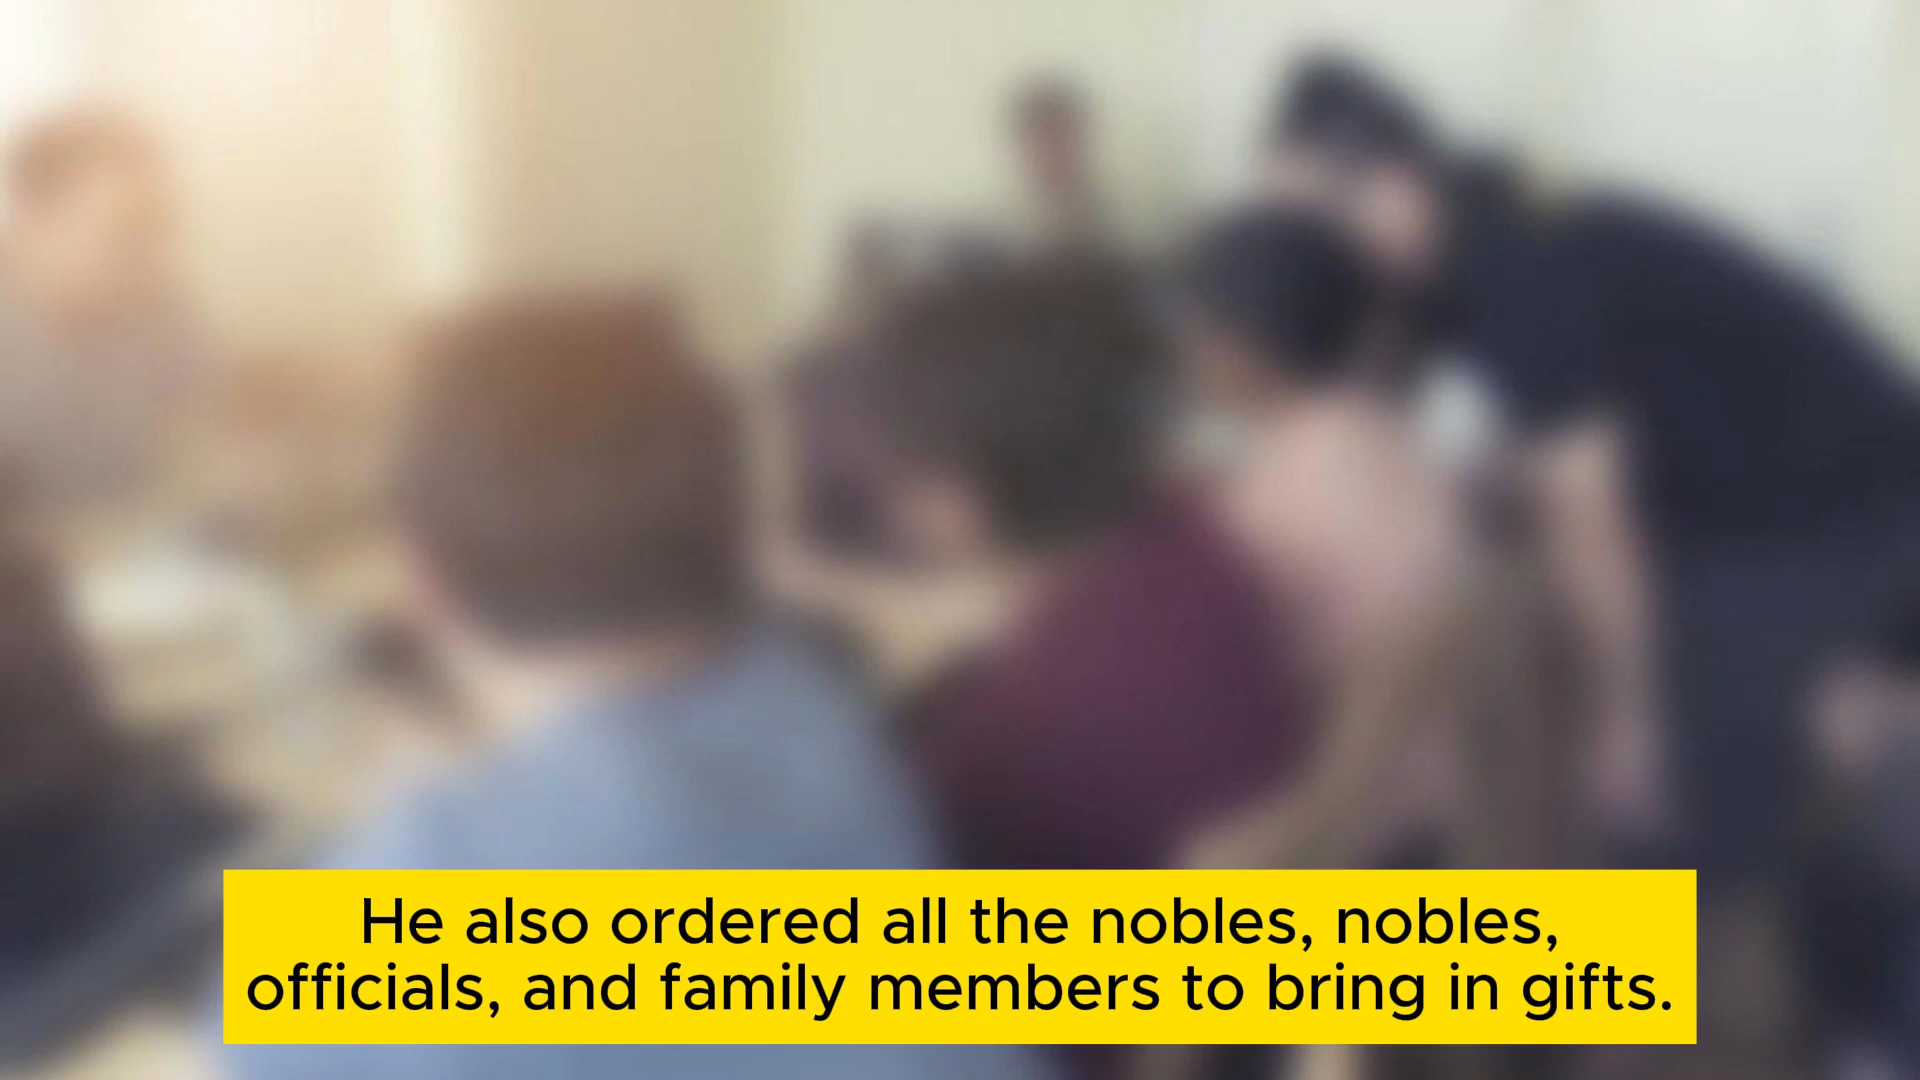 He also ordered all the nobles, nobles,
officials, and family members to bring in gifts.